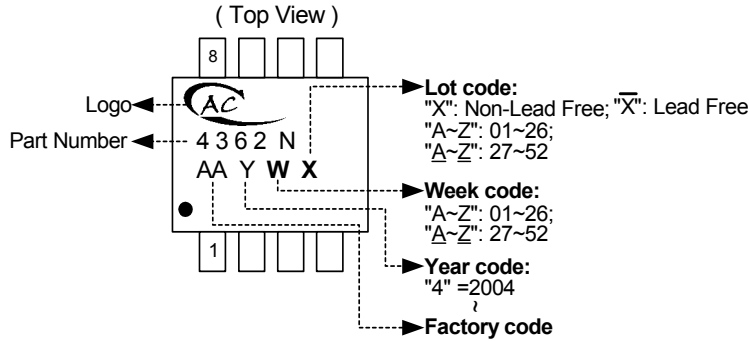 ( Top View )
8
Logo
AC
Part Number
4 3 6 2 N
AA Y W X
1
Lot code:
"X": Non-Lead Free; "X̅": Lead Free
"A~Z": 01~26;
"A̲~Z̲": 27~52
Week code:
"A~Z": 01~26;
"A̲~Z̲": 27~52
Year code:
"4" =2004
~
Factory code